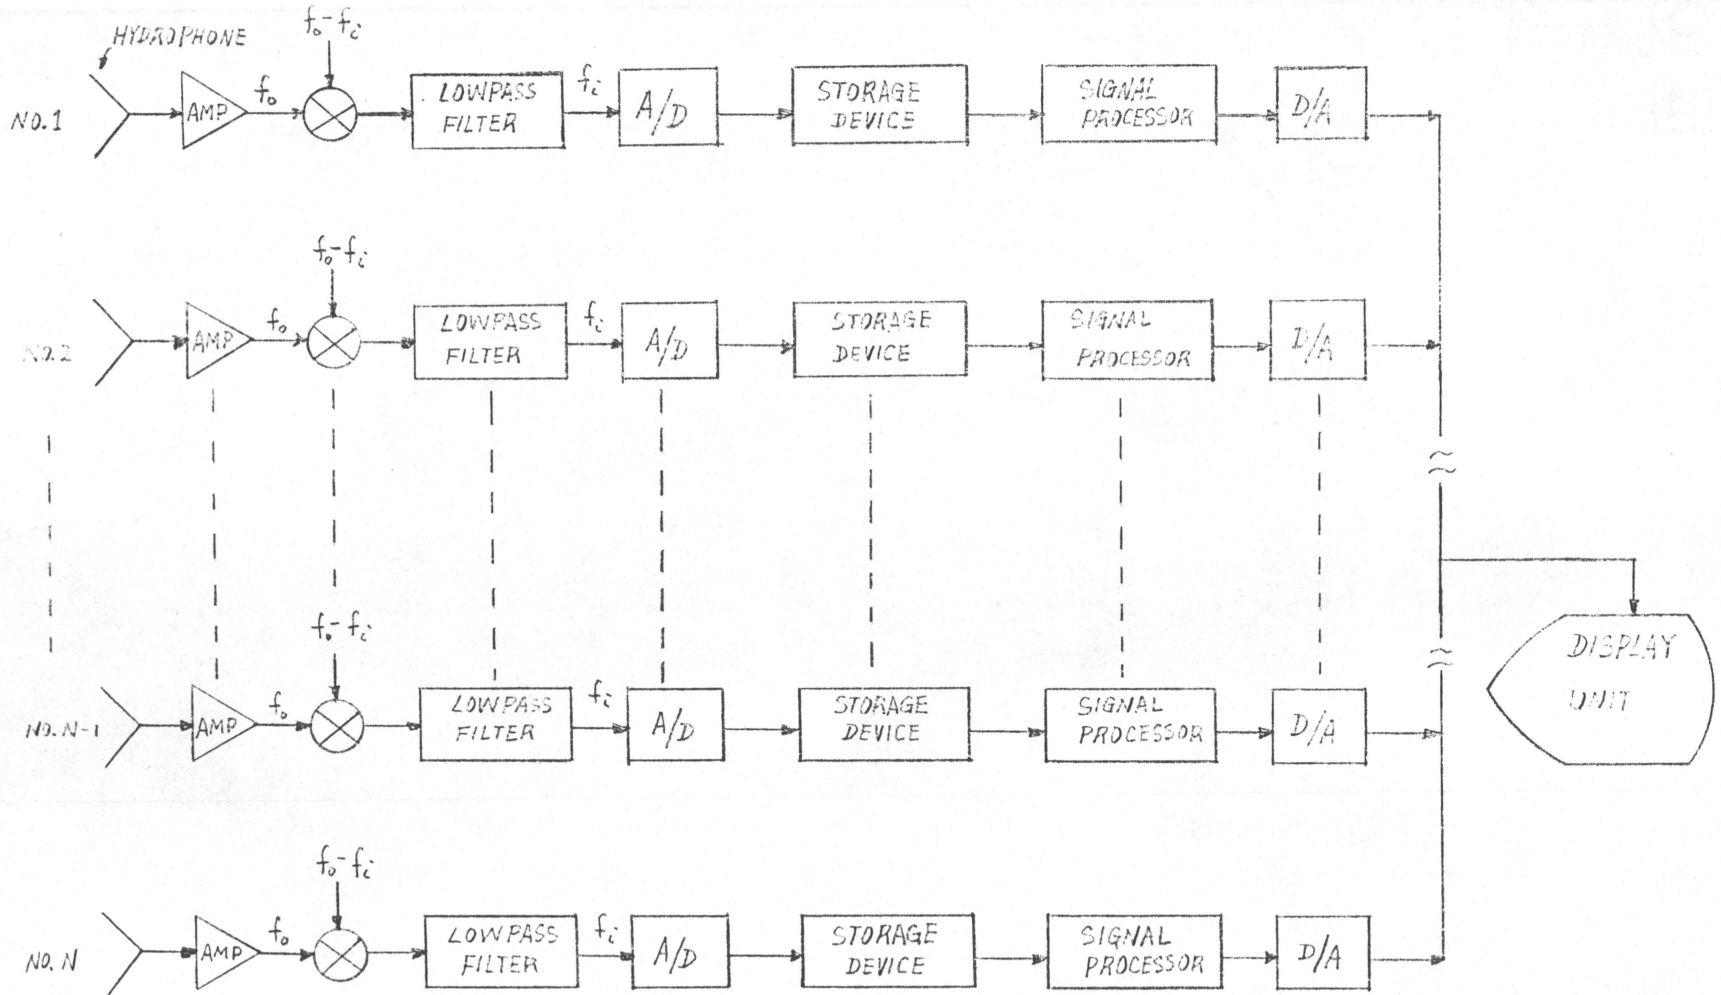 HYDROPHONE
f₀-fᵢ
NO.1
AMP
f₀
LOWPASS
FILTER
fᵢ
A/D
STORAGE
DEVICE
SIGNAL
PROCESSOR
D/A
f₀-fᵢ
NO.2
AMP
f₀
LOWPASS
FILTER
fᵢ
A/D
STORAGE
DEVICE
SIGNAL
PROCESSOR
D/A
f₀-fᵢ
NO. N-1
AMP
f₀
LOWPASS
FILTER
fᵢ
A/D
STORAGE
DEVICE
SIGNAL
PROCESSOR
D/A
DISPLAY
UNIT
f₀-fᵢ
NO. N
AMP
f₀
LOWPASS
FILTER
fᵢ
A/D
STORAGE
DEVICE
SIGNAL
PROCESSOR
D/A